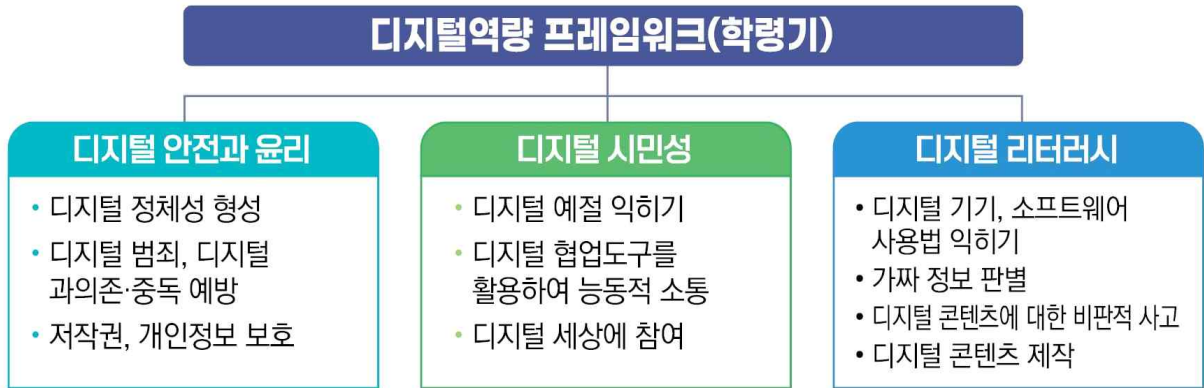 디지털역량 프레임워크(학령기)
디지털 안전과 윤리
• 디지털 정체성 형성
• 디지털 범죄, 디지털
과의존·중독 예방
• 저작권, 개인정보 보호
디지털 시민성
• 디지털 예절 익히기
• 디지털 협업도구를
활용하여 능동적 소통
• 디지털 세상에 참여
디지털 리터러시
• 디지털 기기, 소프트웨어
사용법 익히기
• 가짜 정보 판별
• 디지털 콘텐츠에 대한 비판적 사고
• 디지털 콘텐츠 제작